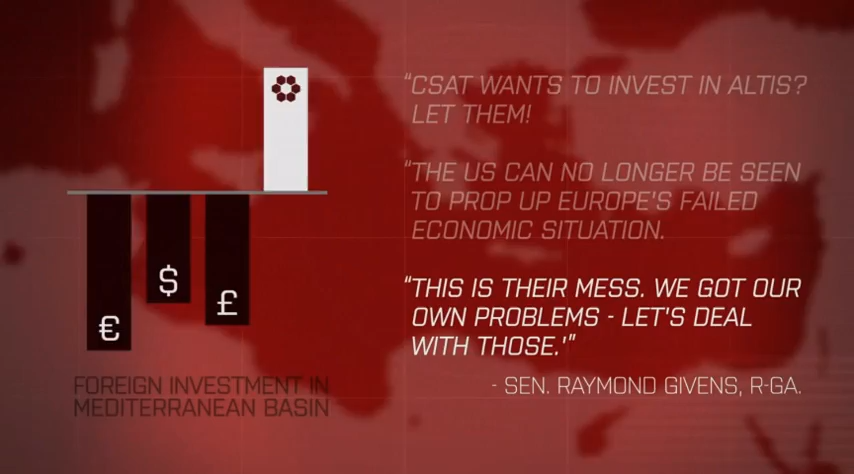 €
$
£
FOREIGN INVESTMENT IN
MEDITERRANEAN BASIN
“CSAT WANTS TO INVEST IN ALTIS?
LET THEM!
“THE US CAN NO LONGER BE SEEN
TO PROP UP EUROPE'S FAILED
ECONOMIC SITUATION.
“THIS IS THEIR MESS. WE GOT OUR
OWN PROBLEMS - LET'S DEAL
WITH THOSE.'”
- SEN. RAYMOND GIVENS, R-GA.